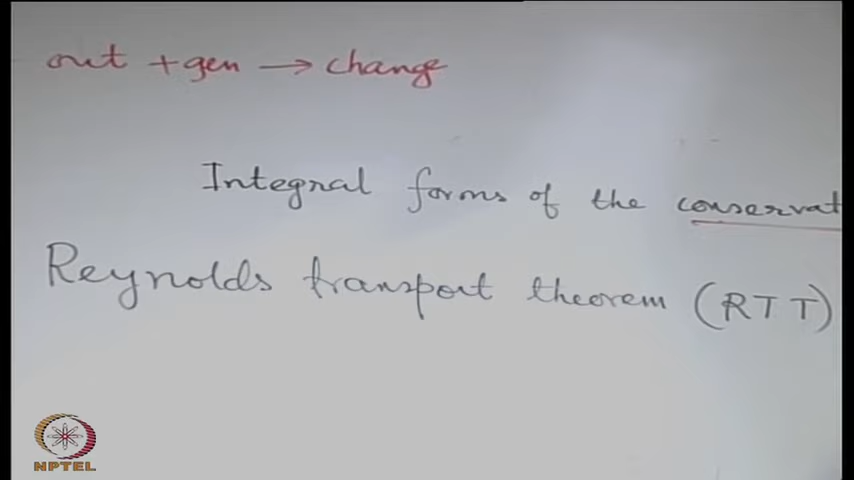 out + gen → change
Integral forms of the conservat
Reynolds transport theorem (RTT)
NPTEL